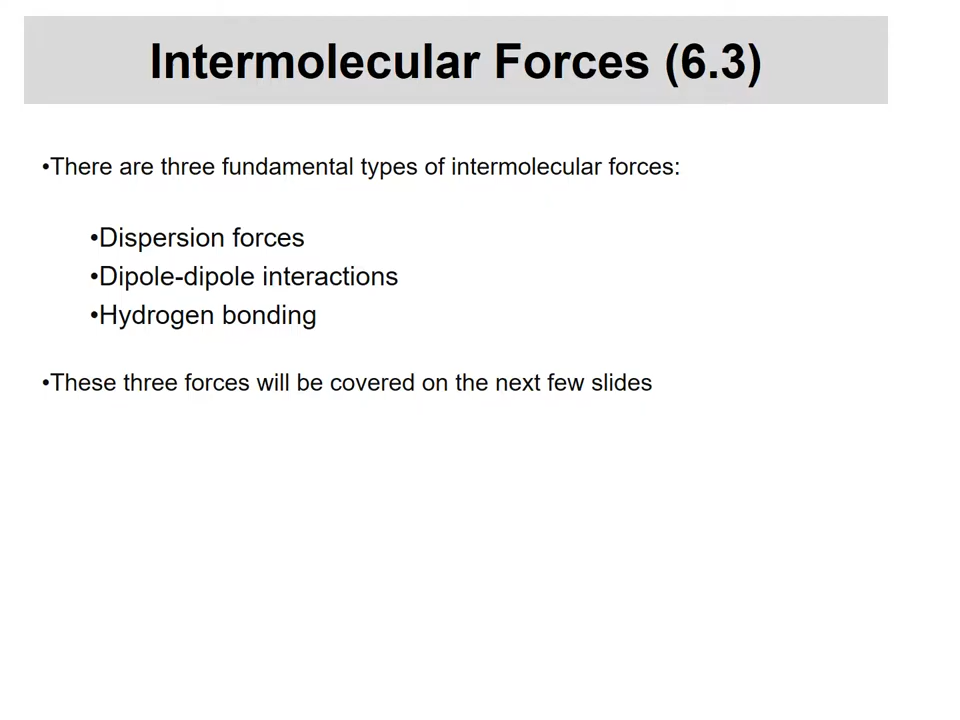 Intermolecular Forces (6.3)
•There are three fundamental types of intermolecular forces:
•Dispersion forces
•Dipole-dipole interactions
•Hydrogen bonding
•These three forces will be covered on the next few slides